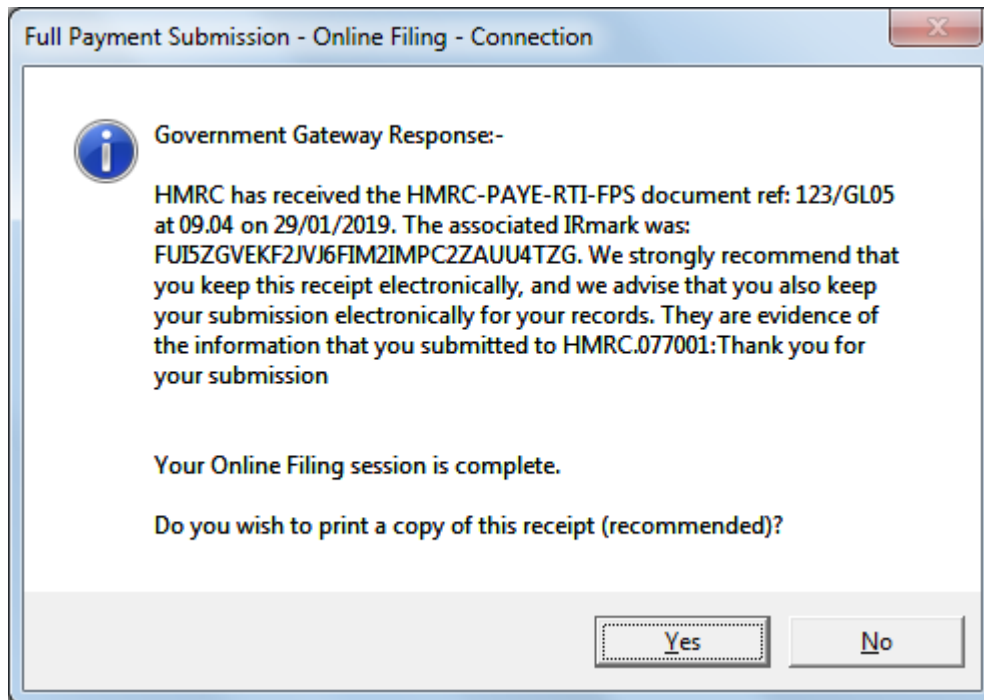 Full Payment Submission - Online Filing - Connection
Government Gateway Response:-
HMRC has received the HMRC-PAYE-RTI-FPS document ref: 123/GL05
at 09.04 on 29/01/2019. The associated IRmark was:
FUI5ZGVEKF2JVJ6FIM2IMPC2ZAUU4TZG. We strongly recommend that
you keep this receipt electronically, and we advise that you also keep
your submission electronically for your records. They are evidence of
the information that you submitted to HMRC.077001:Thank you for
your submission
Your Online Filing session is complete.
Do you wish to print a copy of this receipt (recommended)?
Yes
No